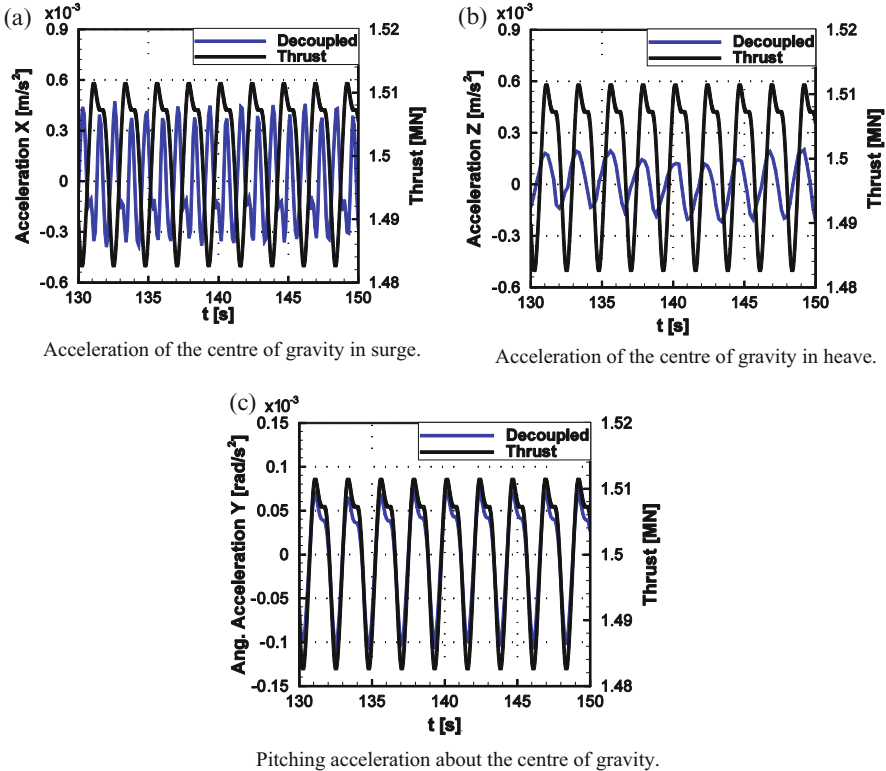 (a)
x10-3
0.9
0.6
0.3
0
-0.3
-0.6
Acceleration X [m/s2]
Decoupled
Thrust
1.52
1.51
1.5
1.49
1.48
Thrust [MN]
130 135 140 145 150
t [s]
Acceleration of the centre of gravity in surge.
(b)
x10-3
0.9
0.6
0.3
0
-0.3
-0.6
Acceleration Z [m/s2]
Decoupled
Thrust
1.52
1.51
1.5
1.49
1.48
Thrust [MN]
130 135 140 145 150
t [s]
Acceleration of the centre of gravity in heave.
(c)
x10-3
0.15
0.1
0.05
0
-0.05
-0.1
-0.15
Ang. Acceleration Y [rad/s2]
Decoupled
Thrust
1.52
1.51
1.5
1.49
1.48
Thrust [MN]
130 135 140 145 150
t [s]
Pitching acceleration about the centre of gravity.